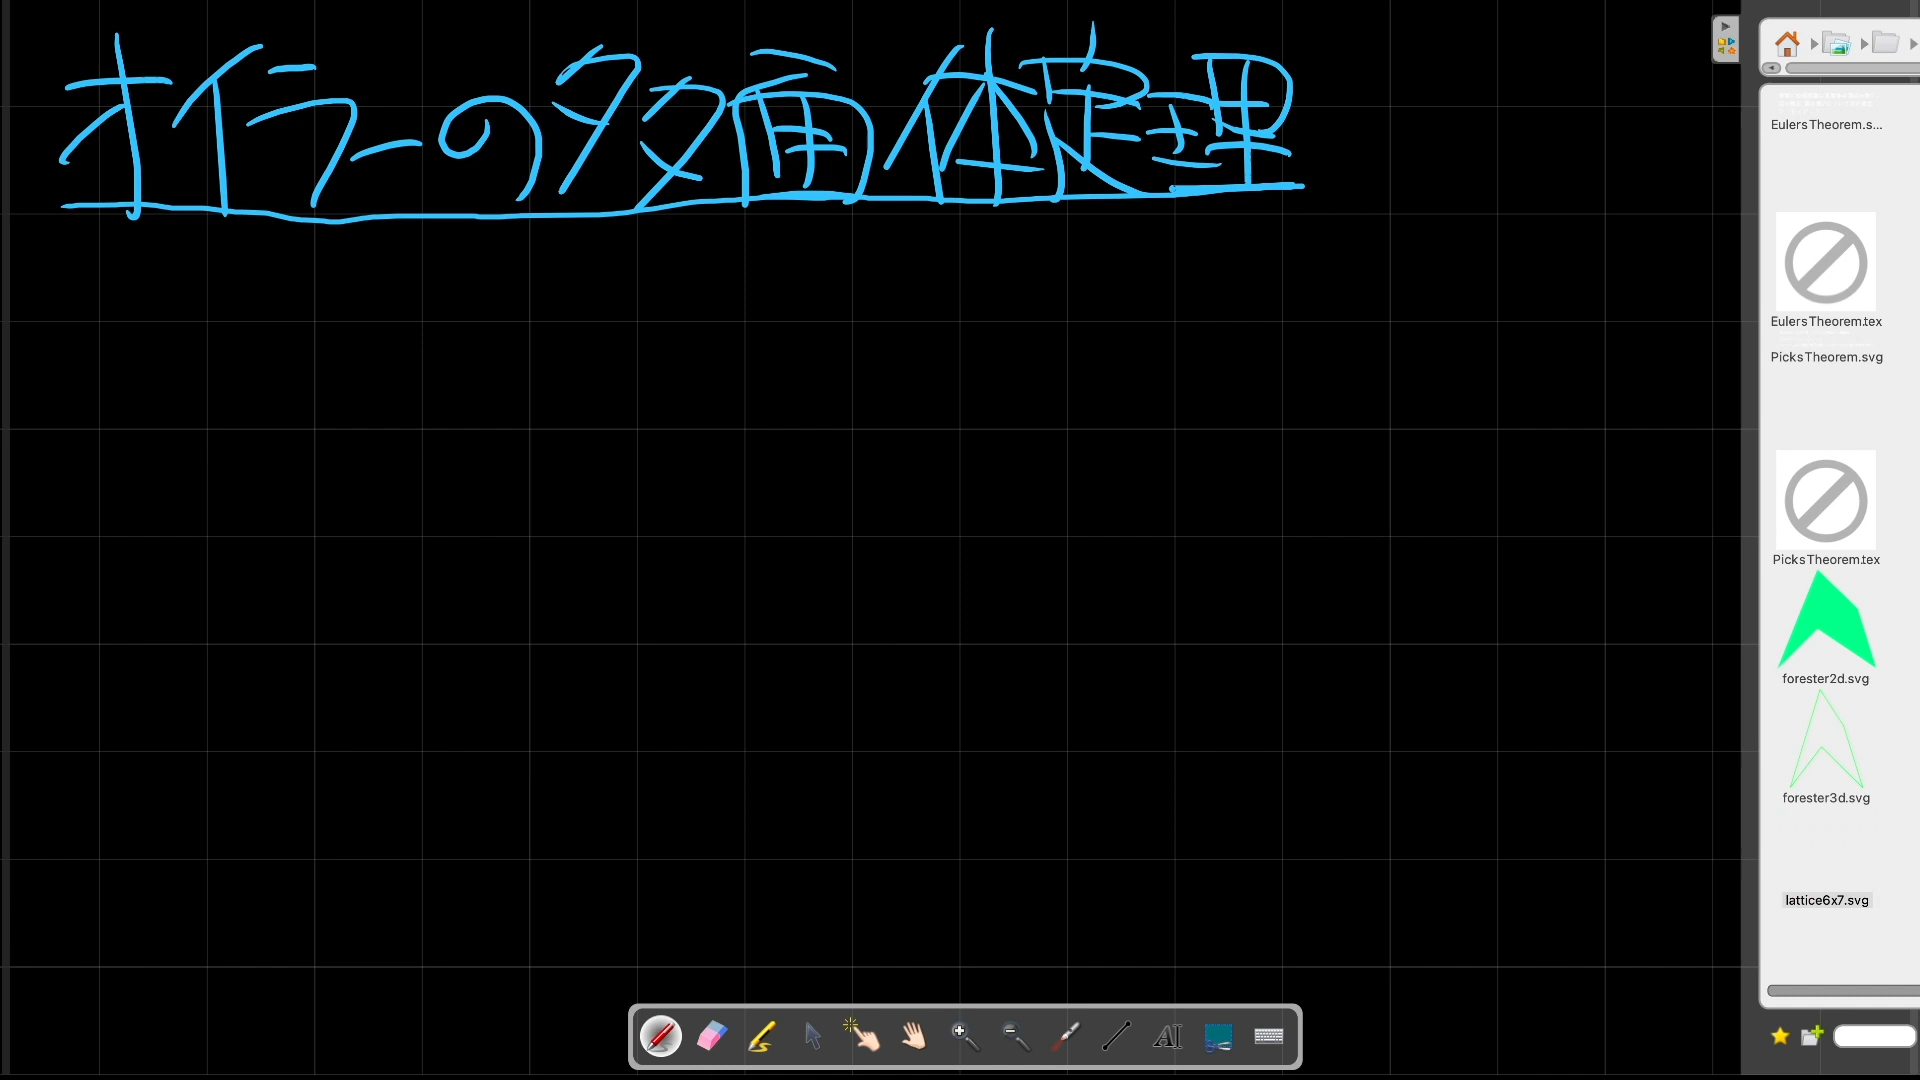 オイラーの多面体定理
EulersTheorem.s...
EulersTheorem.tex
PicksTheorem.svg
PicksTheorem.tex
forester2d.svg
forester3d.svg
lattice6x7.svg
AI